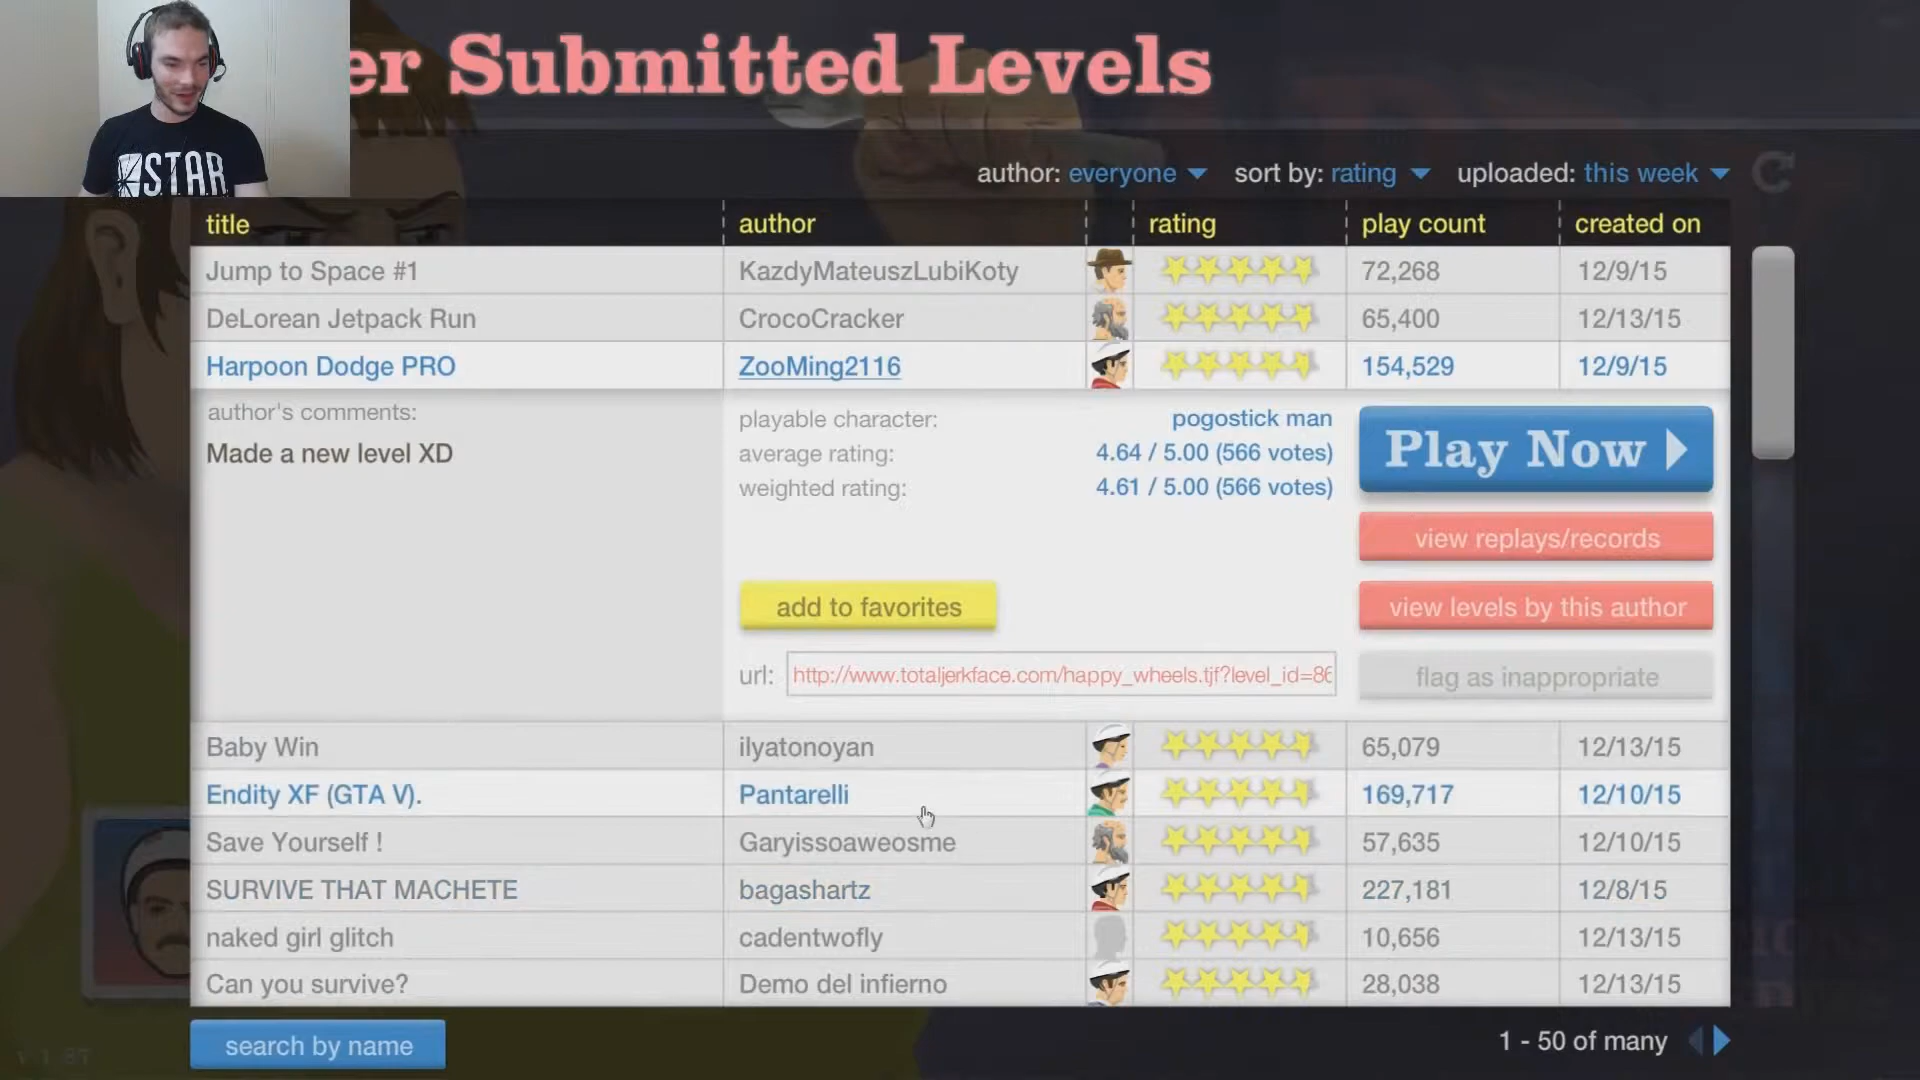 er Submitted Levels
STAR
author: everyone sort by: rating uploaded: this week
title author rating play count created on
Jump to Space #1 KazdyMateuszLubiKoty 72,268 12/9/15
DeLorean Jetpack Run CrocoCracker 65,400 12/13/15
Harpoon Dodge PRO ZooMing2116 154,529 12/9/15
author's comments:
Made a new level XD
playable character: pogostick man
average rating: 4.64 / 5.00 (566 votes)
weighted rating: 4.61 / 5.00 (566 votes)
Play Now
view replays/records
add to favorites
view levels by this author
url: http://www.totaljerkface.com/happy_wheels.tjf?level_id=86
flag as inappropriate
Baby Win ilyatonoyan 65,079 12/13/15
Endity XF (GTA V). Pantarelli 169,717 12/10/15
Save Yourself ! Garyissoaweosme 57,635 12/10/15
SURVIVE THAT MACHETE bagashartz 227,181 12/8/15
naked girl glitch cadentwofly 10,656 12/13/15
Can you survive? Demo del infierno 28,038 12/13/15
search by name
1 - 50 of many
v 1.87